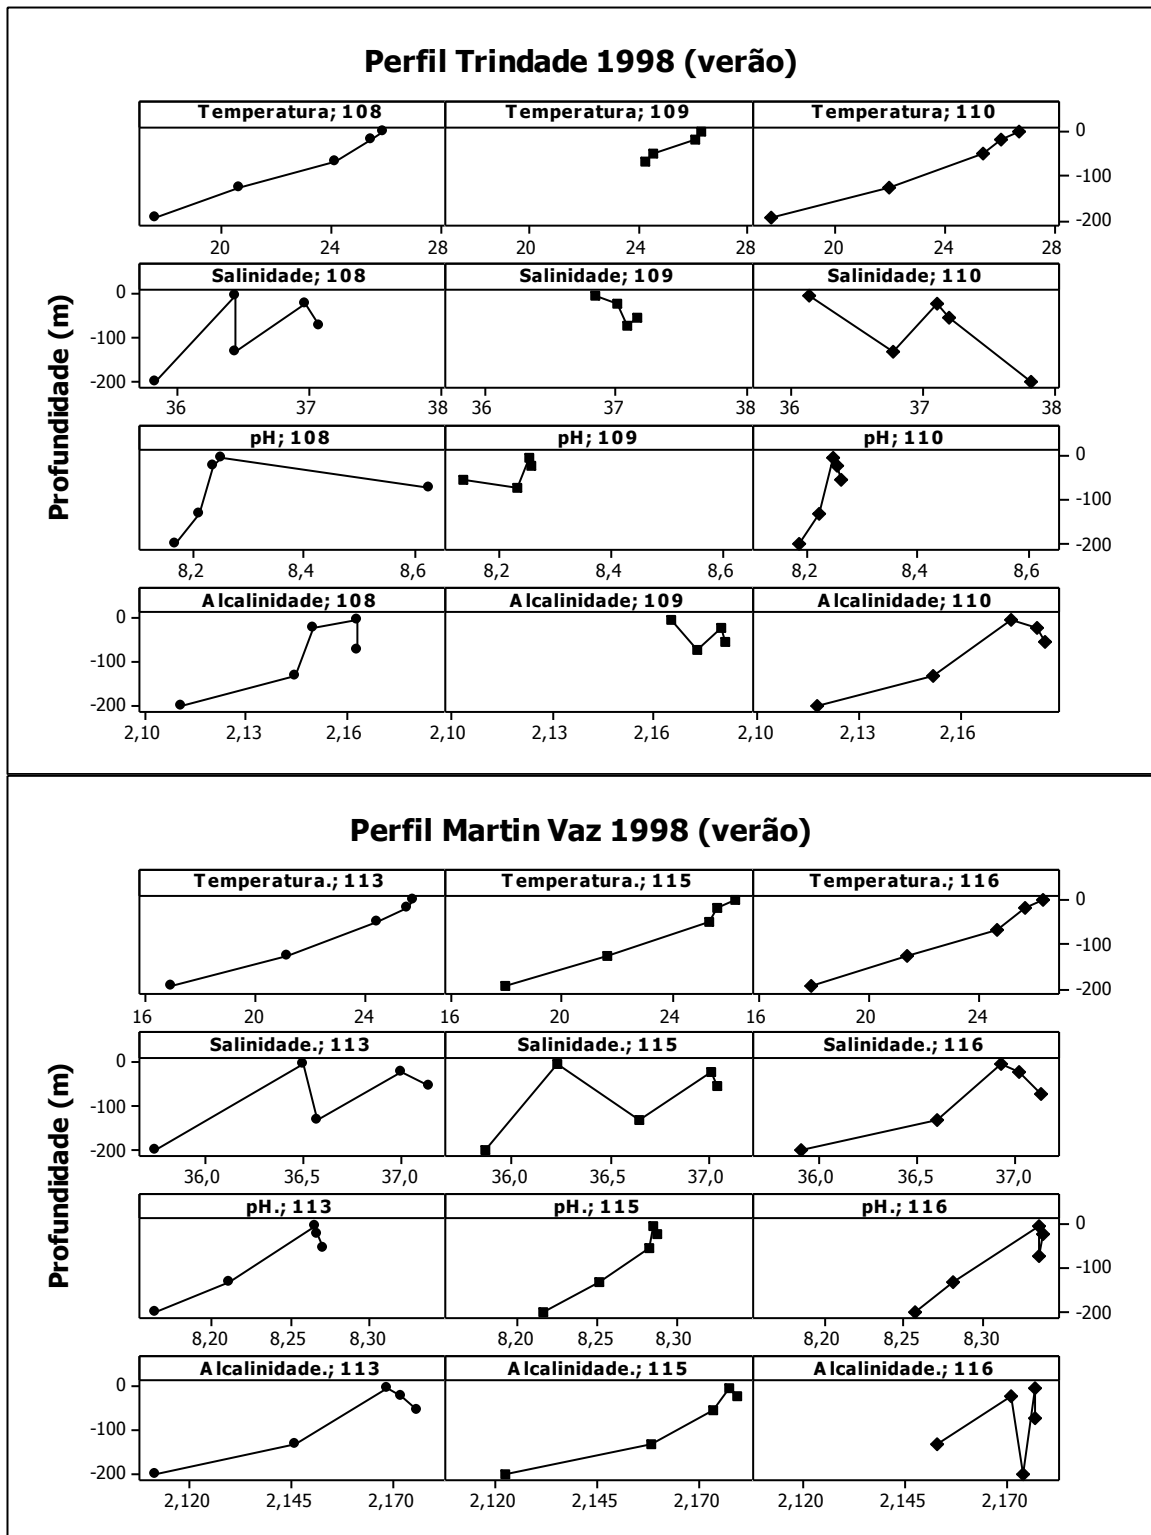 Perfil Trindade 1998 (verão)
Temperatura; 108 Temperatura; 109 Temperatura; 110
0
-100
-200
20 24 28 20 24 28 20 24 28
Salinidade; 108 Salinidade; 109 Salinidade; 110
0
-100
-200
36 37 38 36 37 38 36 37 38
Profundidade (m)
pH; 108 pH; 109 pH; 110
0
-100
-200
8,2 8,4 8,6 8,2 8,4 8,6 8,2 8,4 8,6
Alcalinidade; 108 Alcalinidade; 109 Alcalinidade; 110
0
-100
-200
2,10 2,13 2,16 2,10 2,13 2,16 2,10 2,13 2,16
Perfil Martin Vaz 1998 (verão)
Temperatura.; 113 Temperatura.; 115 Temperatura.; 116
0
-100
-200
16 20 24 16 20 24 16 20 24
Salinidade.; 113 Salinidade.; 115 Salinidade.; 116
0
-100
-200
36,0 36,5 37,0 36,0 36,5 37,0 36,0 36,5 37,0
Profundidade (m)
pH.; 113 pH.; 115 pH.; 116
0
-100
-200
8,20 8,25 8,30 8,20 8,25 8,30 8,20 8,25 8,30
Alcalinidade.; 113 Alcalinidade.; 115 Alcalinidade.; 116
0
-100
-200
2,120 2,145 2,170 2,120 2,145 2,170 2,120 2,145 2,170